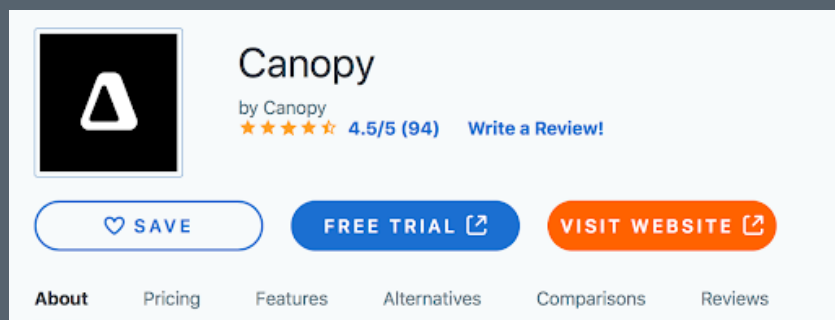 Canopy
by Canopy
4.5/5 (94) Write a Review!
SAVE FREE TRIAL VISIT WEBSITE
About Pricing Features Alternatives Comparisons Reviews